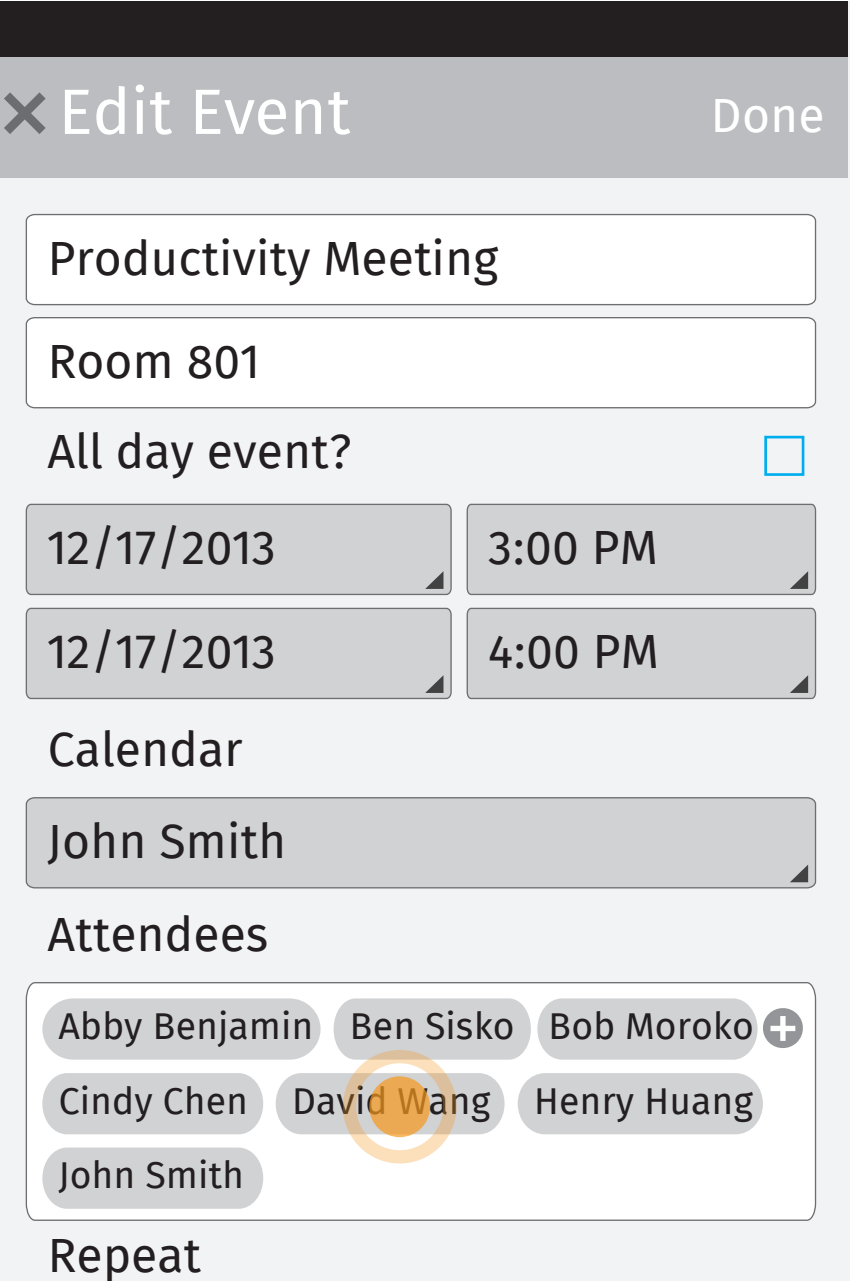 Edit Event Done
Productivity Meeting
Room 801
All day event?
12/17/2013 3:00 PM
12/17/2013 4:00 PM
Calendar
John Smith
Attendees
Abby Benjamin Ben Sisko Bob Moroko
Cindy Chen David Wang Henry Huang
John Smith
Repeat